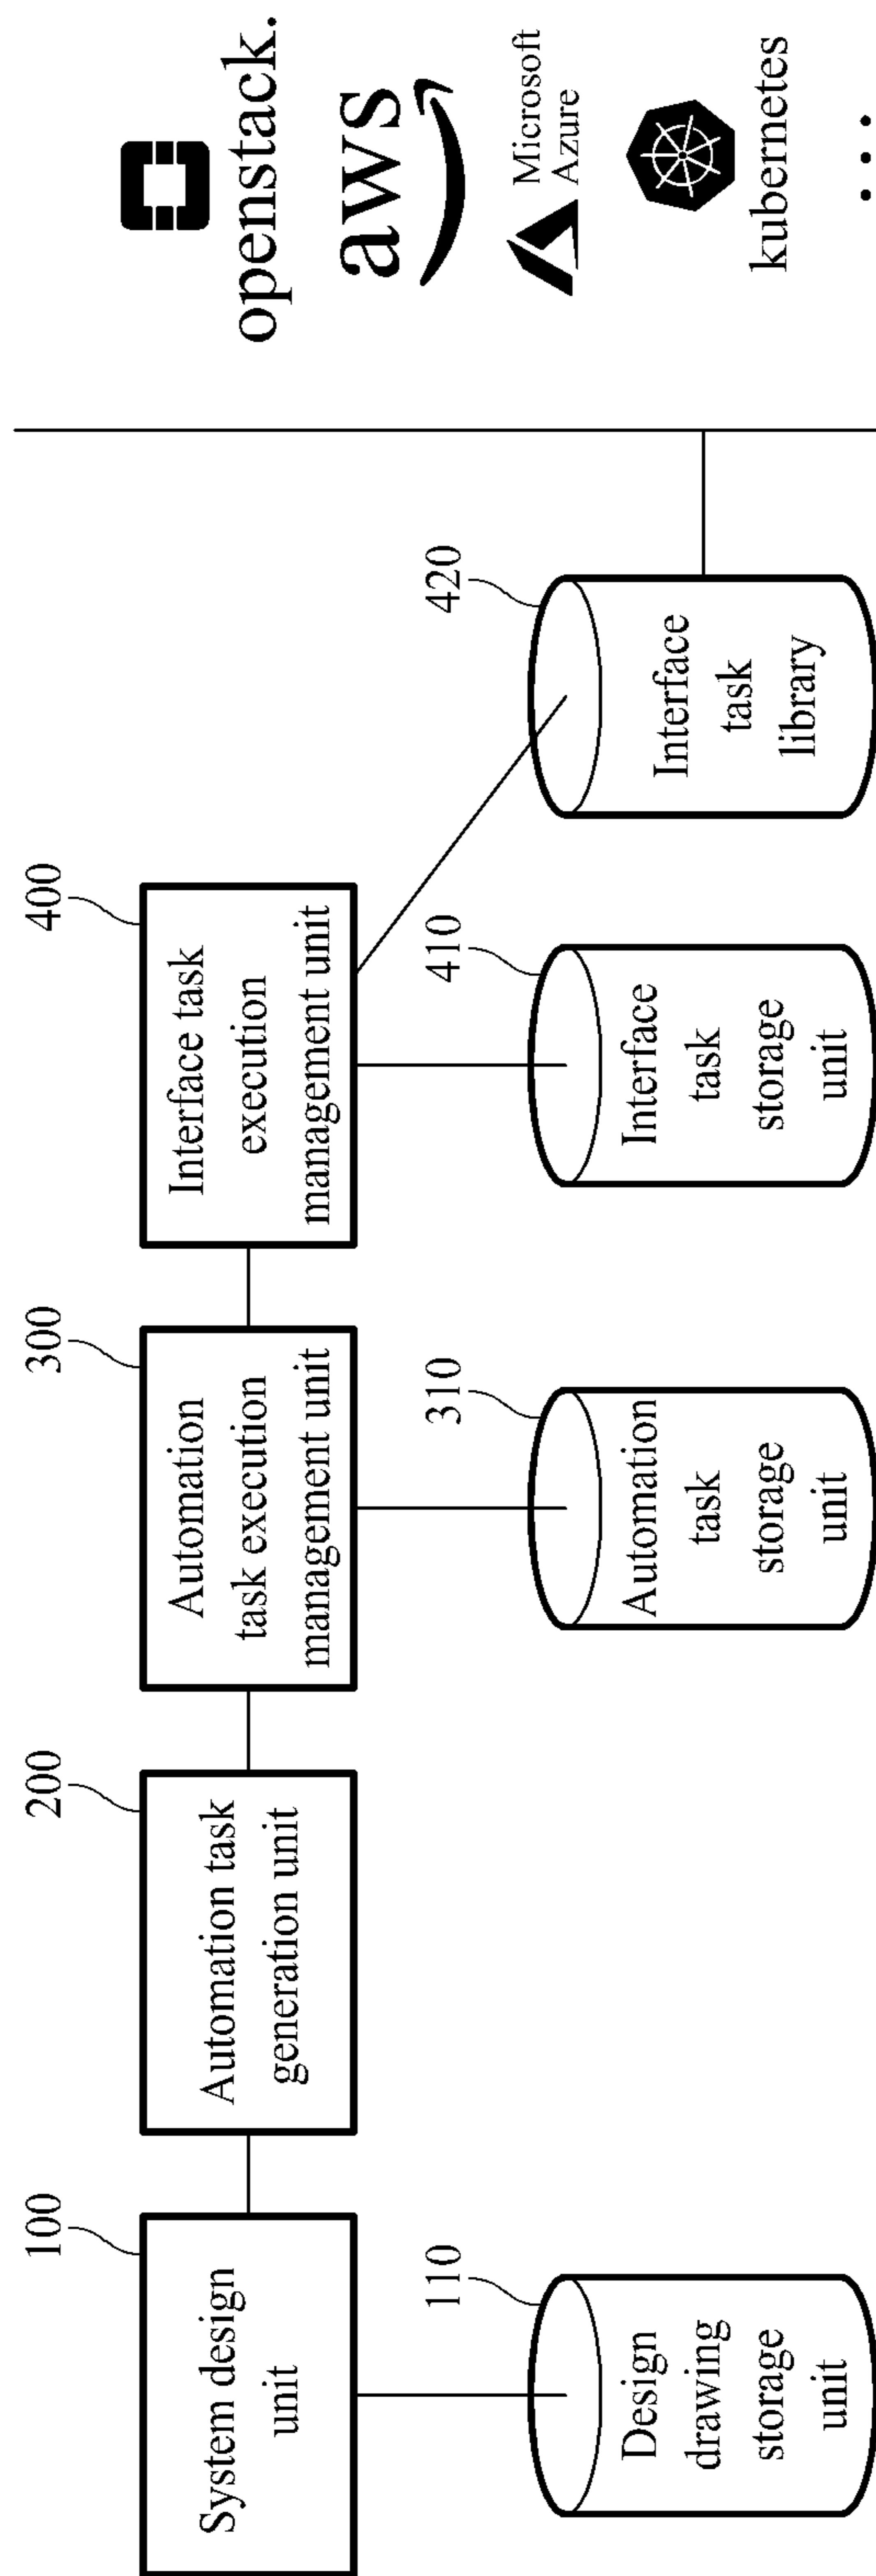 100
System design
unit
200
Automation task
generation unit
300
Automation
task execution
management unit
400
Interface task
execution
management unit
110
Design
drawing
storage
unit
310
Automation
task
storage
unit
410
Interface
task
storage
unit
420
Interface
task
library
openstack.
aws
Microsoft
Azure
kubernetes
...